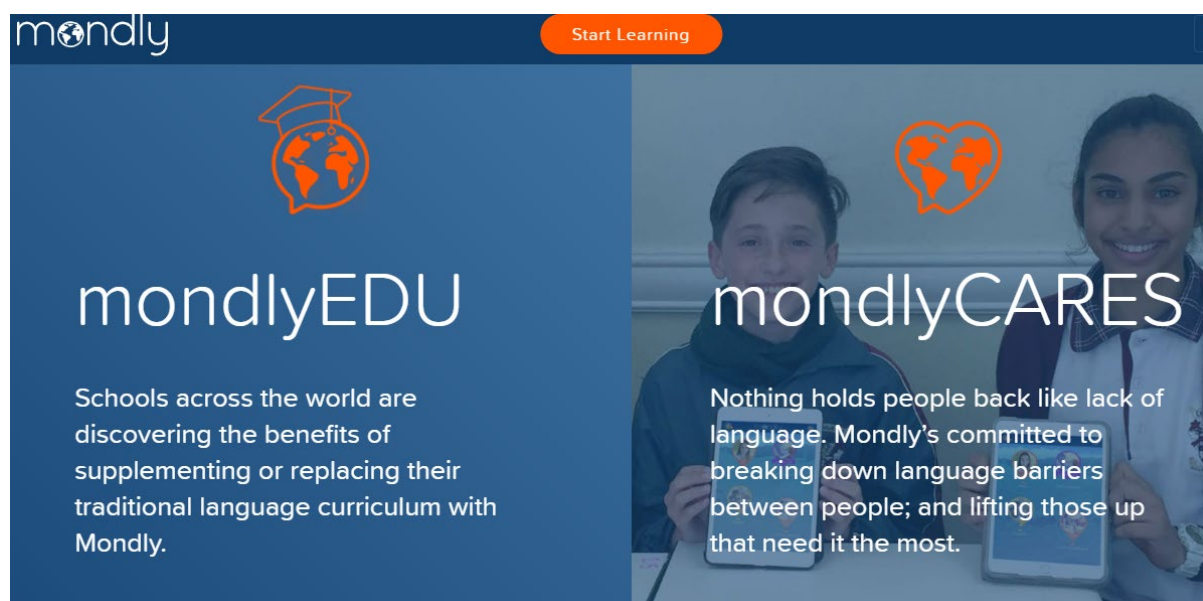 mondly
Start Learning
mondlyEDU
Schools across the world are
discovering the benefits of
supplementing or replacing their
traditional language curriculum with
Mondly.
mondlyCARES
Nothing holds people back like lack of
language. Mondly's committed to
breaking down language barriers
between people; and lifting those up
that need it the most.